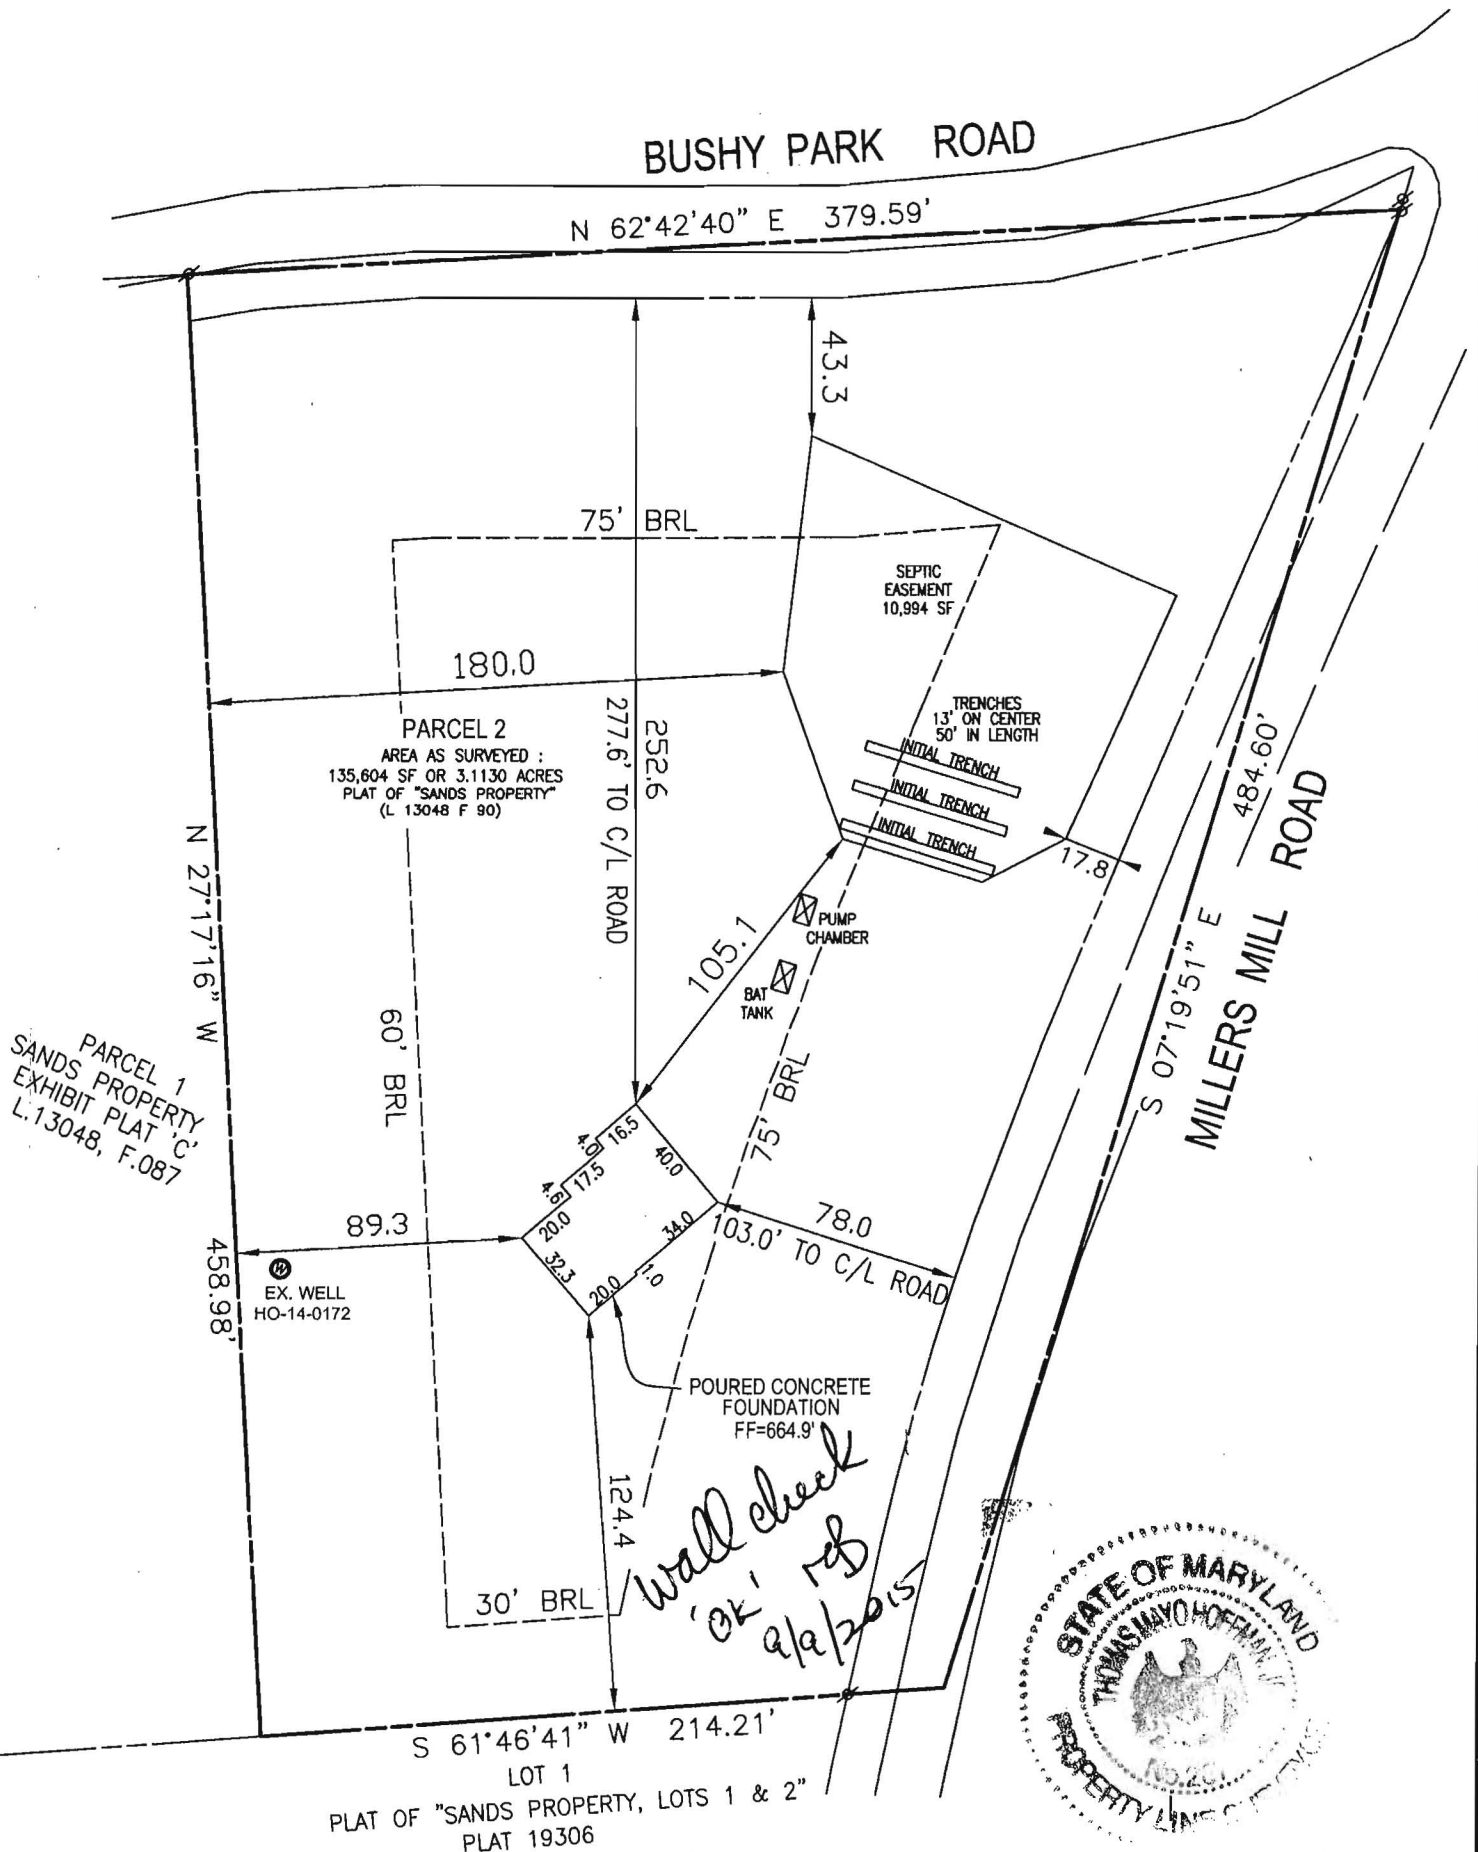 BUSHY PARK ROAD
N 62°42'40" E 379.59'
43.3
75' BRL
SEPTIC
EASEMENT
10,994 SF
180.0
PARCEL 2
AREA AS SURVEYED :
135,604 SF OR 3.1130 ACRES
PLAT OF "SANDS PROPERTY"
(L 13048 F 90)
252.6
277.6' TO C/L ROAD
TRENCHES
13' ON CENTER
50' IN LENGTH
INITIAL TRENCH
INITIAL TRENCH
INITIAL TRENCH
17.8
S 07°19'51" E 484.60'
MILLERS MILL ROAD
N 27°17'16" W 458.98'
105.1
PUMP
CHAMBER
BAT
TANK
60' BRL
75' BRL
PARCEL 1
SANDS PROPERTY
EXHIBIT PLAT 'C'
L.13048, F.087
4.0
16.5
40.0
4.6
17.5
20.0
34.0
32.3
20.0
1.0
89.3
W
EX. WELL
HO-14-0172
78.0
103.0' TO C/L ROAD
POURED CONCRETE
FOUNDATION
FF=664.9'
124.4
wall check
'OK'
9/9/2015
30' BRL
S 61°46'41" W 214.21'
LOT 1
PLAT OF "SANDS PROPERTY, LOTS 1 & 2"
PLAT 19306
STATE OF MARYLAND
THOMAS MAYO HOFFMAN
PROPERTY LINE